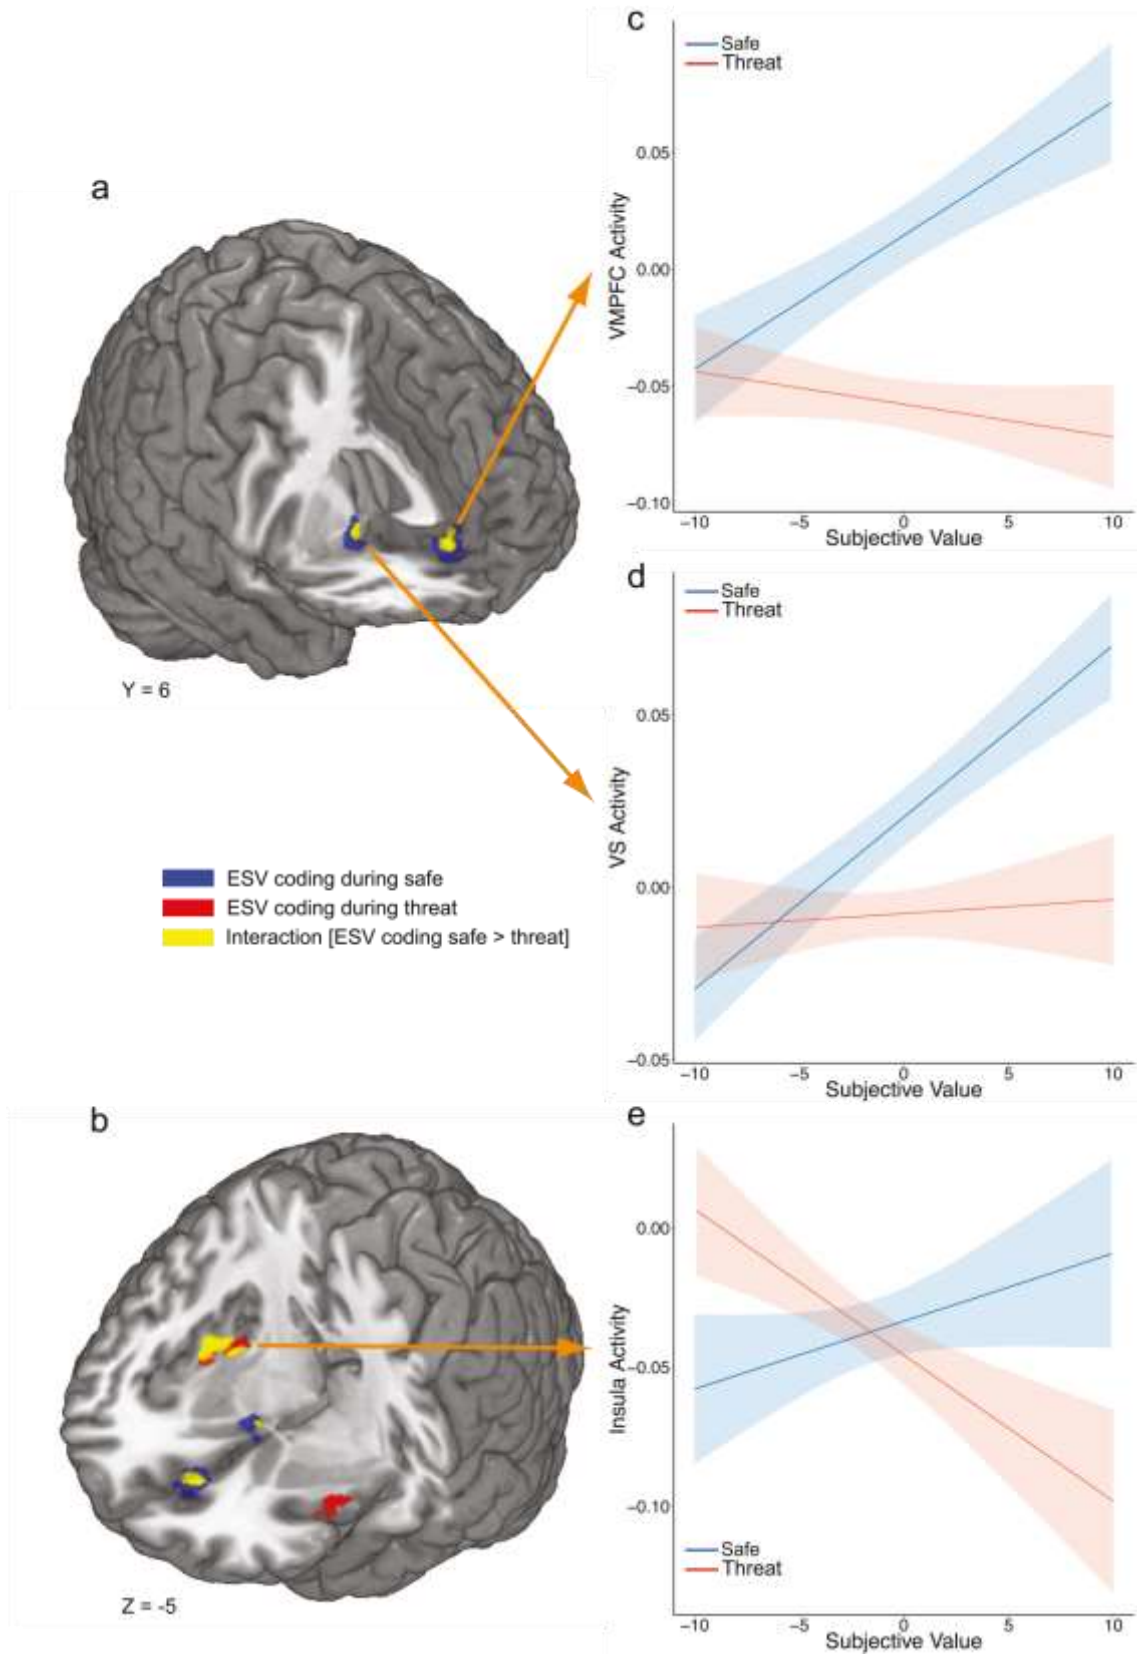 a
Y = 6
ESV coding during safe
ESV coding during threat
Interaction [ESV coding safe > threat]
b
Z = -5
c
Safe
Threat
VMPFC Activity
0.05
0.00
−0.05
−0.10
−10 −5 0 5 10
Subjective Value
d
Safe
Threat
VS Activity
0.05
0.00
−0.05
−10 −5 0 5 10
Subjective Value
e
Insula Activity
0.00
−0.05
−0.10
Safe
Threat
−10 −5 0 5 10
Subjective Value